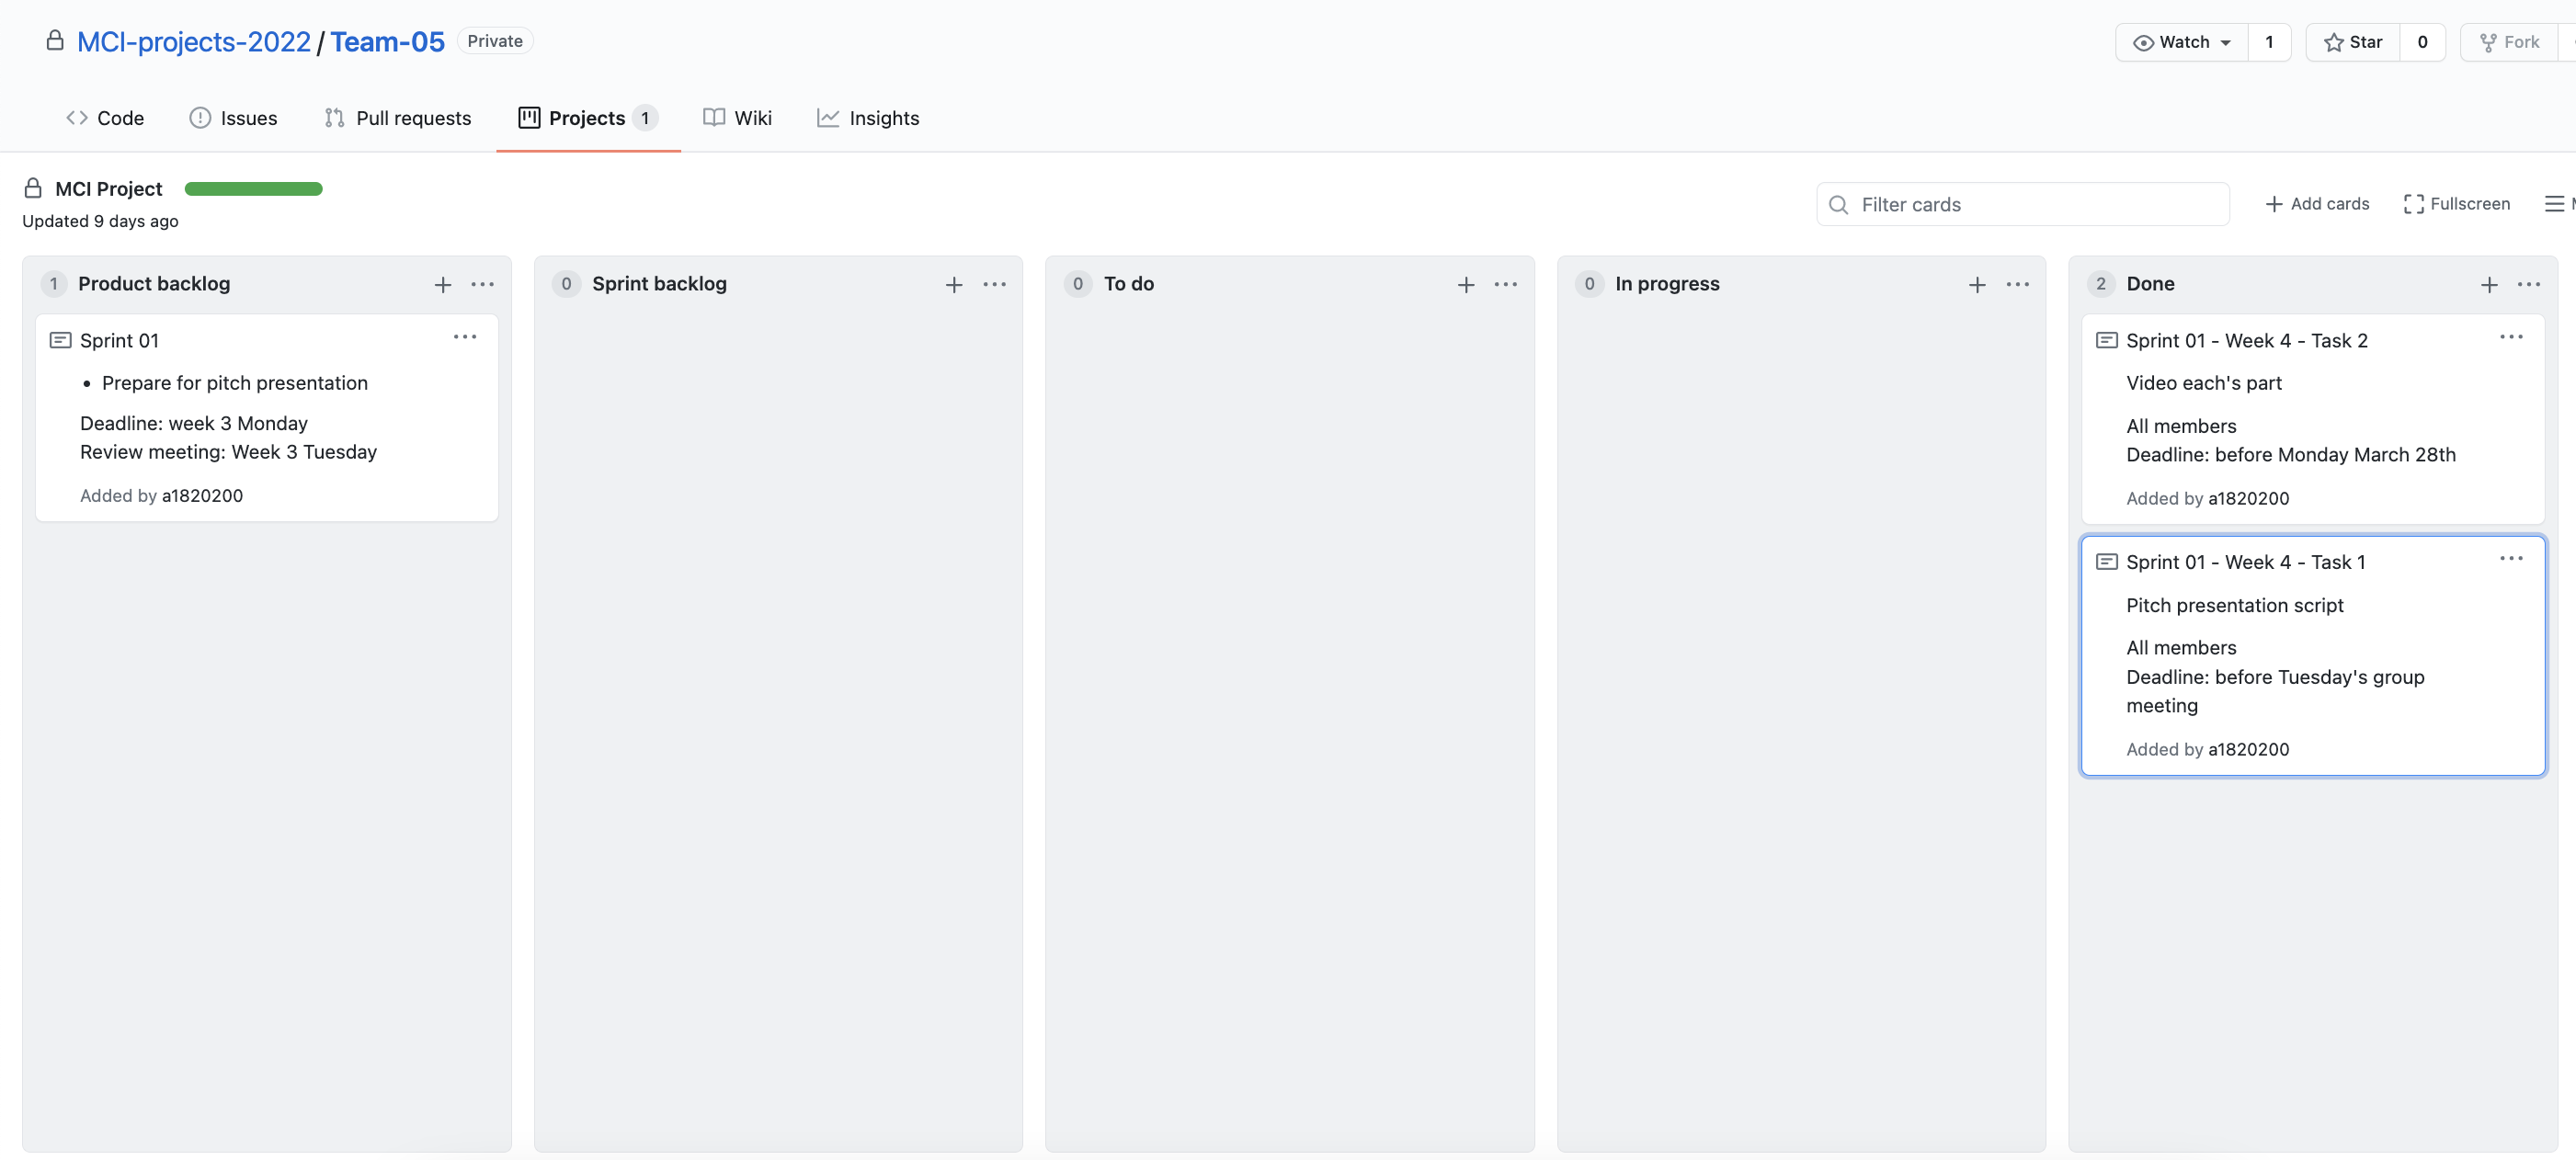 MCI-projects-2022 / Team-05 Private
Watch 1 Star 0 Fork
Code Issues Pull requests Projects 1 Wiki Insights
MCI Project
Updated 9 days ago
Filter cards
Add cards Fullscreen
1 Product backlog
Sprint 01
• Prepare for pitch presentation
Deadline: week 3 Monday
Review meeting: Week 3 Tuesday
Added by a1820200
0 Sprint backlog
0 To do
0 In progress
2 Done
Sprint 01 - Week 4 - Task 2
Video each's part
All members
Deadline: before Monday March 28th
Added by a1820200
Sprint 01 - Week 4 - Task 1
Pitch presentation script
All members
Deadline: before Tuesday's group
meeting
Added by a1820200